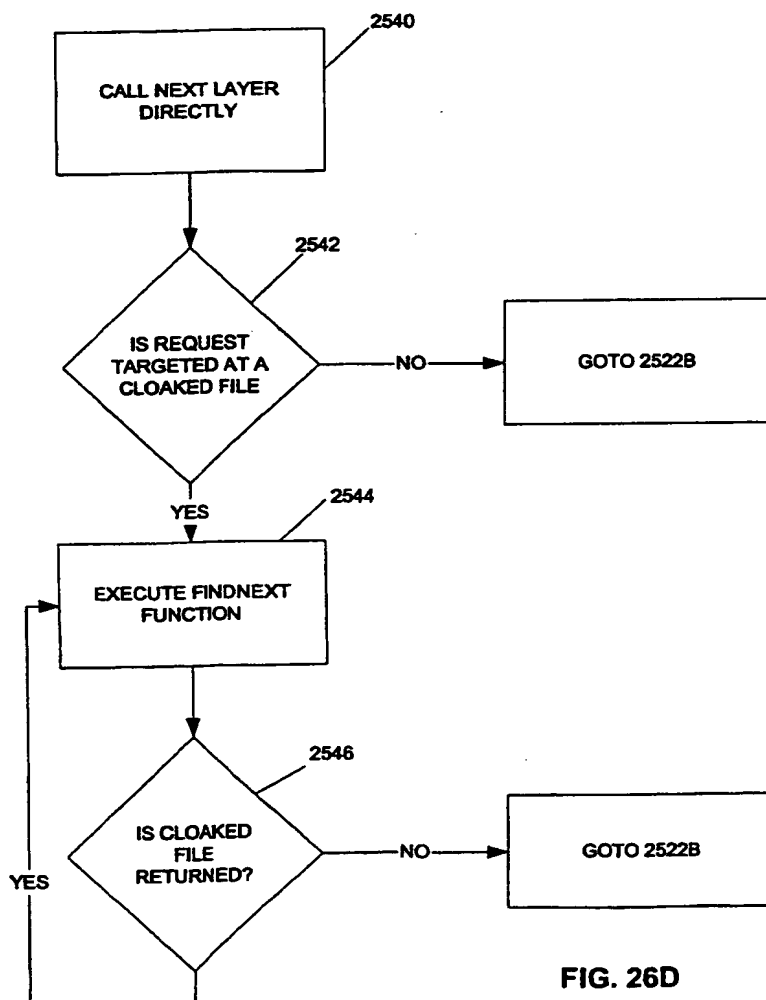 2540
CALL NEXT LAYER
DIRECTLY
2542
IS REQUEST
TARGETED AT A
CLOAKED FILE
NO
GOTO 2522B
YES
2544
EXECUTE FINDNEXT
FUNCTION
2546
IS CLOAKED
FILE
RETURNED?
NO
GOTO 2522B
YES
FIG. 26D